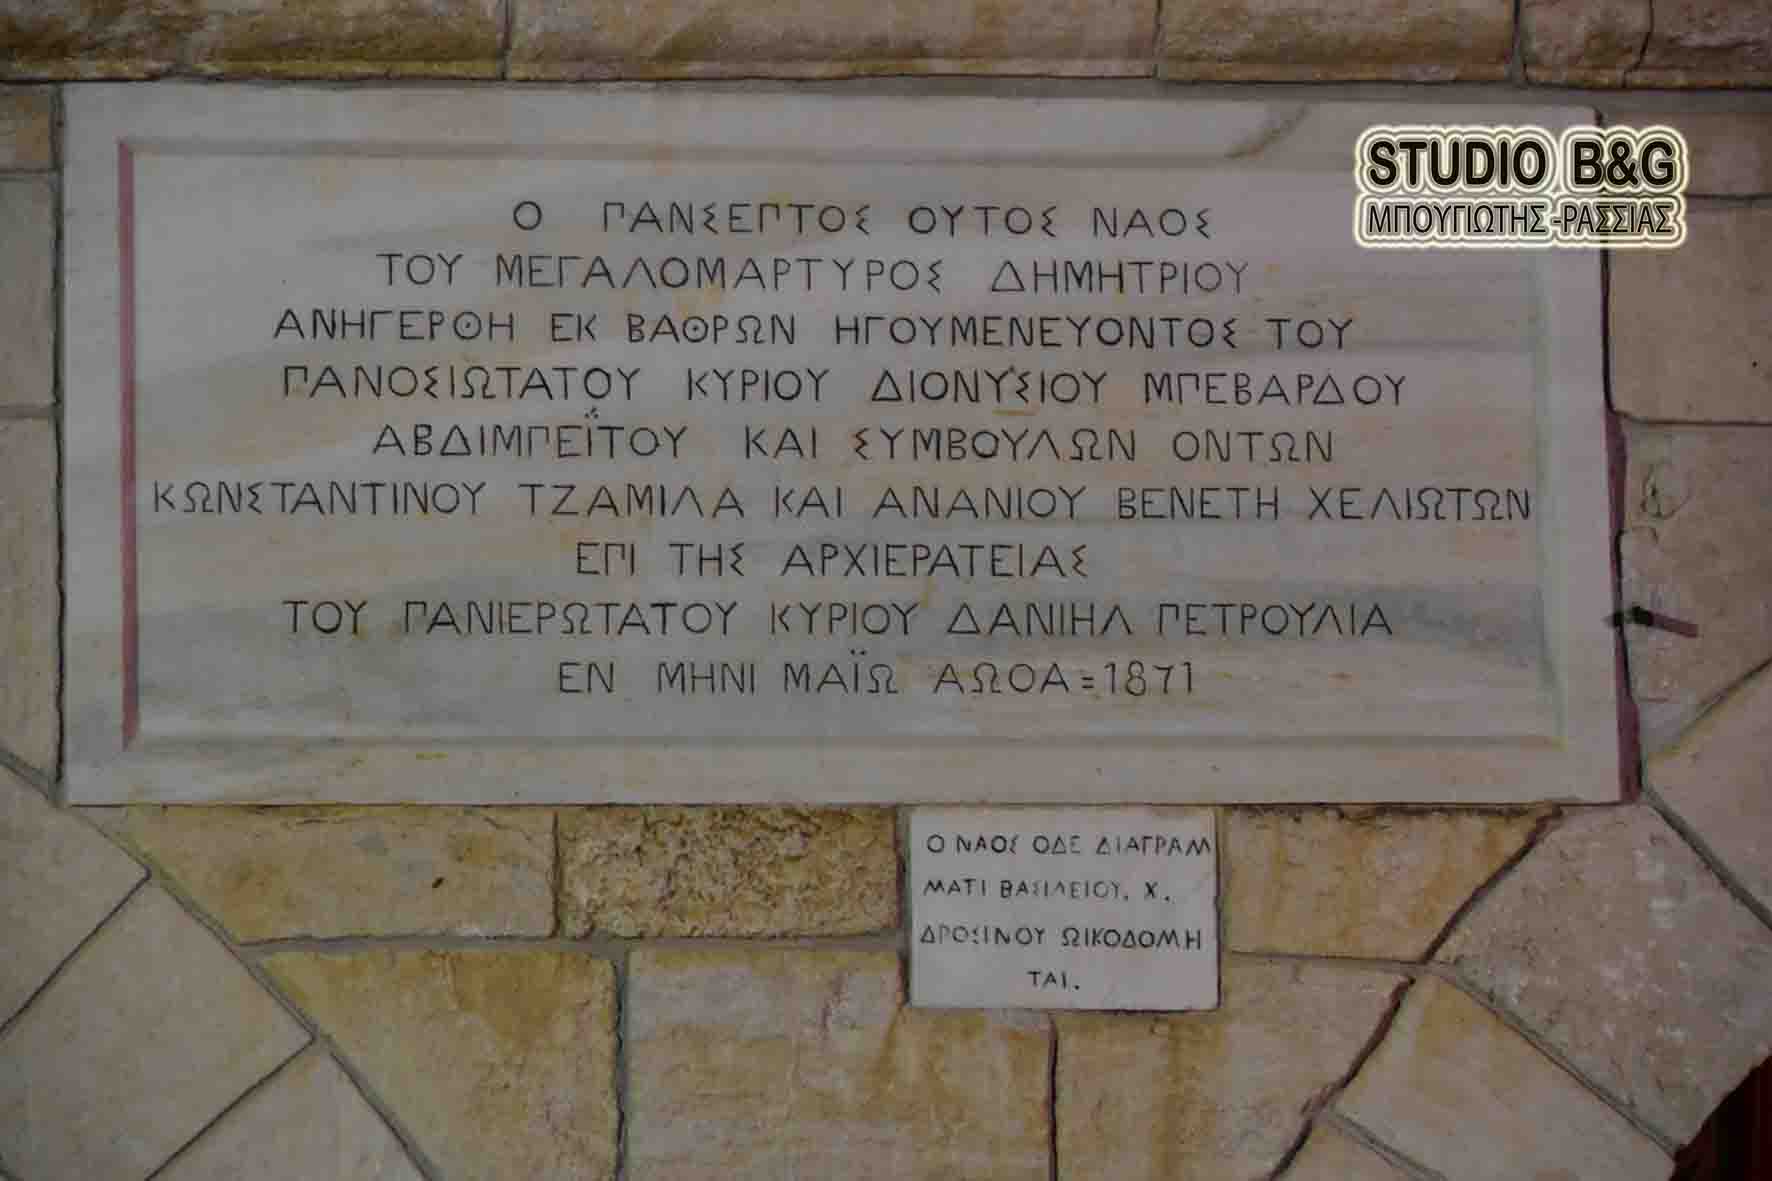 STUDIO B&G
ΜΠΟΥΓΙΩΤΗΣ-ΡΑΣΣΙΑΣ
Ο ΠΑΝΣΕΠΤΟΣ ΟΥΤΟΣ ΝΑΟΣ
ΤΟΥ ΜΕΓΑΛΟΜΑΡΤΥΡΟΣ ΔΗΜΗΤΡΙΟΥ
ΑΝΗΓΕΡΘΗ ΕΚ ΒΑΘΡΩΝ ΗΓΟΥΜΕΝΕΥΟΝΤΟΣ ΤΟΥ
ΠΑΝΟΣΙΩΤΑΤΟΥ ΚΥΡΙΟΥ ΔΙΟΝΥΣΙΟΥ ΜΠΕΒΑΡΔΟΥ
ΑΒΔΙΜΠΕΪΤΟΥ ΚΑΙ ΣΥΜΒΟΥΛΩΝ ΟΝΤΩΝ
ΚΩΝΣΤΑΝΤΙΝΟΥ ΤΖΑΜΙΛΑ ΚΑΙ ΑΝΑΝΙΟΥ ΒΕΝΕΤΗ ΧΕΛΙΩΤΩΝ
ΕΠΙ ΤΗΣ ΑΡΧΙΕΡΑΤΕΙΑΣ
ΤΟΥ ΠΑΝΙΕΡΩΤΑΤΟΥ ΚΥΡΙΟΥ ΔΑΝΙΗΛ ΠΕΤΡΟΥΛΙΑ
ΕΝ ΜΗΝΙ ΜΑΪΩ ΑΩΟΑ=1871
Ο ΝΑΟΣ ΟΔΕ ΔΙΑΓΡΑΜ
ΜΑΤΙ ΒΑΣΙΛΕΙΟΥ. Χ.
ΔΡΟΣΙΝΟΥ ΩΙΚΟΔΟΜΗ
ΤΑΙ.